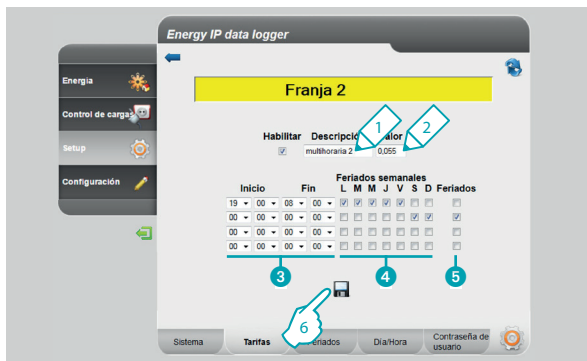 Energy IP data logger
Energia
Control de cargas
Setup
Configuración
Franja 2
Habilitar Descripció Valor
multihoraria 2 0,055
1 2
Feriados semanales
Inicio Fin L M M J V S D Feriados
19 00 08 00
00 00 00 00
00 00 00 00
00 00 00 00
3 4 5
6
Sistema Tarifas Feriados Día/Hora Contraseña de
usuario